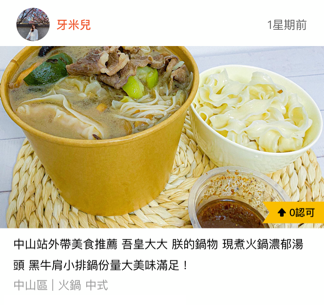 牙米兒
1星期前
0認可
中山站外帶美食推薦 吾皇大大 朕的鍋物 現煮火鍋濃郁湯
頭 黑牛肩小排鍋份量大美味滿足！
中山區 | 火鍋 中式